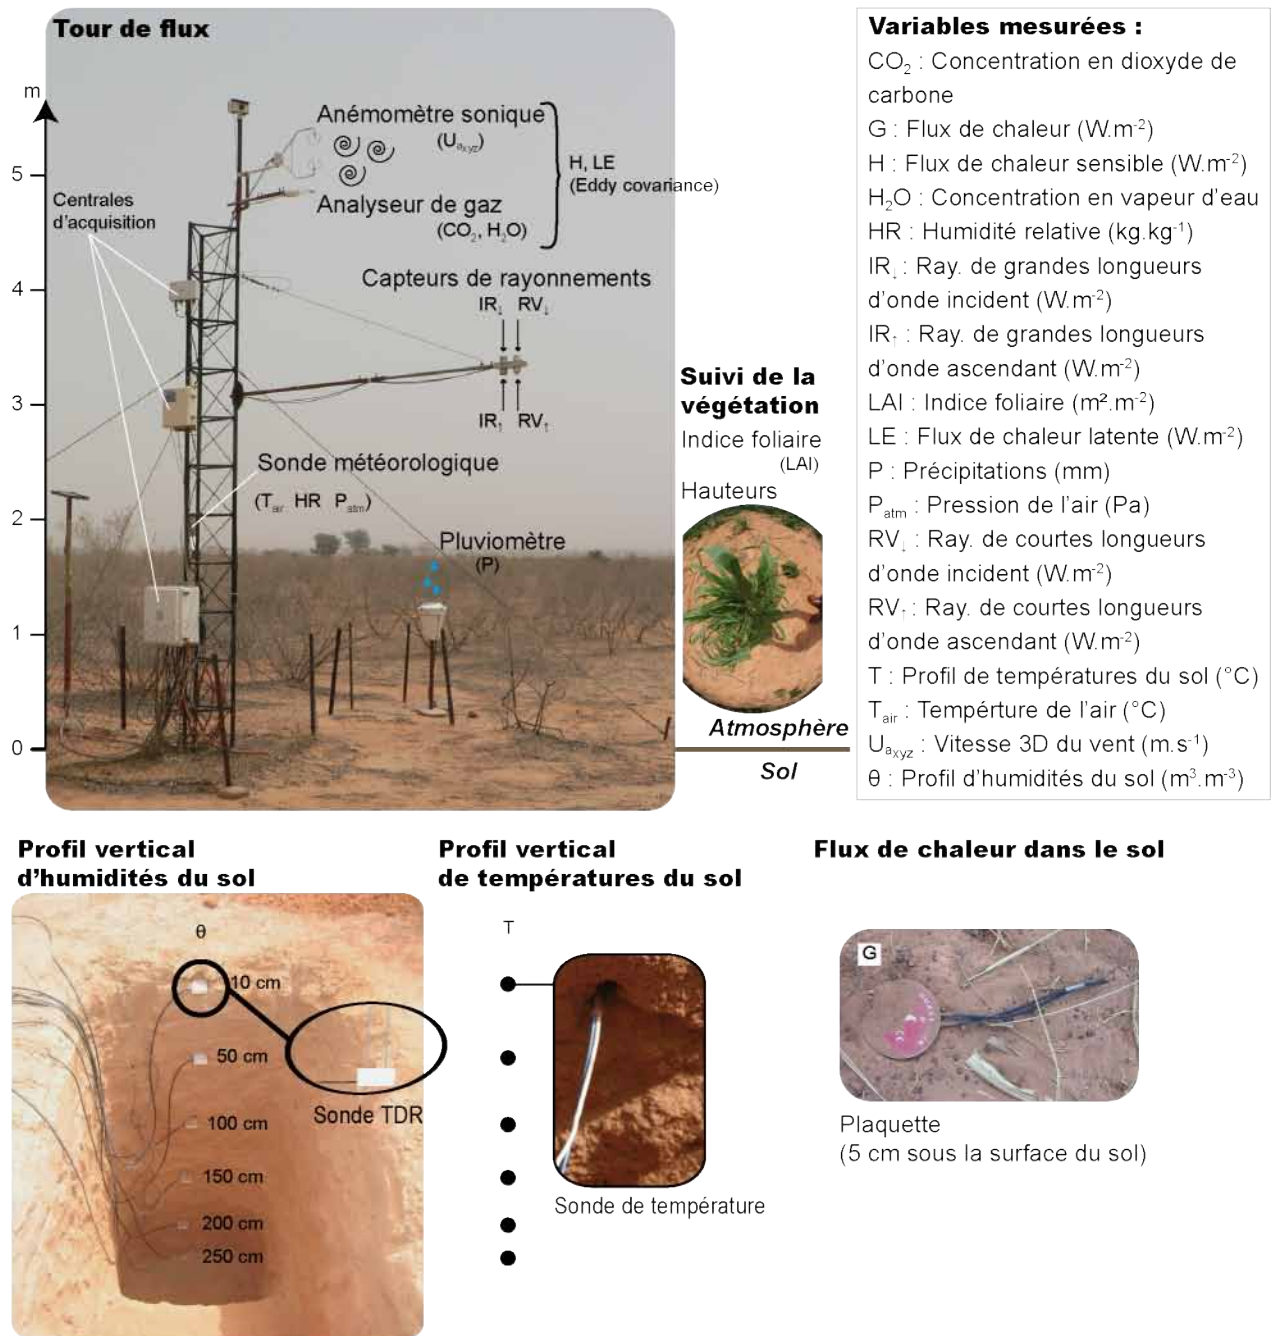 Tour de flux
m
5
4
3
2
1
0
Centrales
d'acquisition
Anémomètre sonique
(Uaxyz)
H, LE
(Eddy covariance)
Analyseur de gaz
(CO2, H2O)
Capteurs de rayonnements
IR↓ RV↓
IR↑ RV↑
Sonde météorologique
(Tair HR Patm)
Pluviomètre
(P)
Suivi de la
végétation
Indice foliaire
(LAI)
Hauteurs
Atmosphère
Sol
Variables mesurées :
CO2 : Concentration en dioxyde de
carbone
G : Flux de chaleur (W.m-2)
H : Flux de chaleur sensible (W.m-2)
H2O : Concentration en vapeur d'eau
HR : Humidité relative (kg.kg-1)
IR↓ : Ray. de grandes longueurs
d'onde incident (W.m-2)
IR↑ : Ray. de grandes longueurs
d'onde ascendant (W.m-2)
LAI : Indice foliaire (m².m-2)
LE : Flux de chaleur latente (W.m-2)
P : Précipitations (mm)
Patm : Pression de l'air (Pa)
RV↓ : Ray. de courtes longueurs
d'onde incident (W.m-2)
RV↑ : Ray. de courtes longueurs
d'onde ascendant (W.m-2)
T : Profil de températures du sol (°C)
Tair : Tempérture de l'air (°C)
Uaxyz : Vitesse 3D du vent (m.s-1)
θ : Profil d'humidités du sol (m3.m-3)
Profil vertical
d'humidités du sol
θ
10 cm
50 cm
100 cm
150 cm
200 cm
250 cm
Sonde TDR
Profil vertical
de températures du sol
T
Sonde de température
Flux de chaleur dans le sol
G
Plaquette
(5 cm sous la surface du sol)